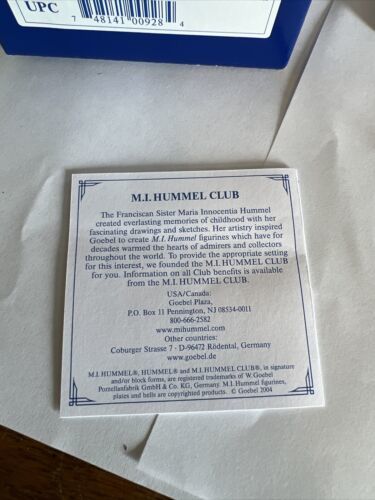 UPC
7 48141 00928 4
M.I. HUMMEL CLUB
The Franciscan Sister Maria Innocentia Hummel
created everlasting memories of childhood with her
fascinating drawings and sketches. Her artistry inspired
Goebel to create M.I. Hummel figurines which have for
decades warmed the hearts of admirers and collectors
throughout the world. To provide the appropriate setting
for this interest, we founded the M.I. HUMMEL CLUB
for you. Information on all Club benefits is available
from the M.I. HUMMEL CLUB.
USA/Canada:
Goebel Plaza,
P.O. Box 11 Pennington, NJ 08534-0011
800-666-2582
www.mihummel.com
Other countries:
Coburger Strasse 7 · D-96472 Rödental, Germany
www.goebel.de
M.I. HUMMEL®, HUMMEL® and M.I. HUMMEL CLUB®, in signature
and/or block forms, are registered trademarks of W. Goebel
Porzellanfabrik GmbH & Co. KG, Germany. M.I. Hummel figurines,
plates and bells are copyrighted products. © Goebel 2004